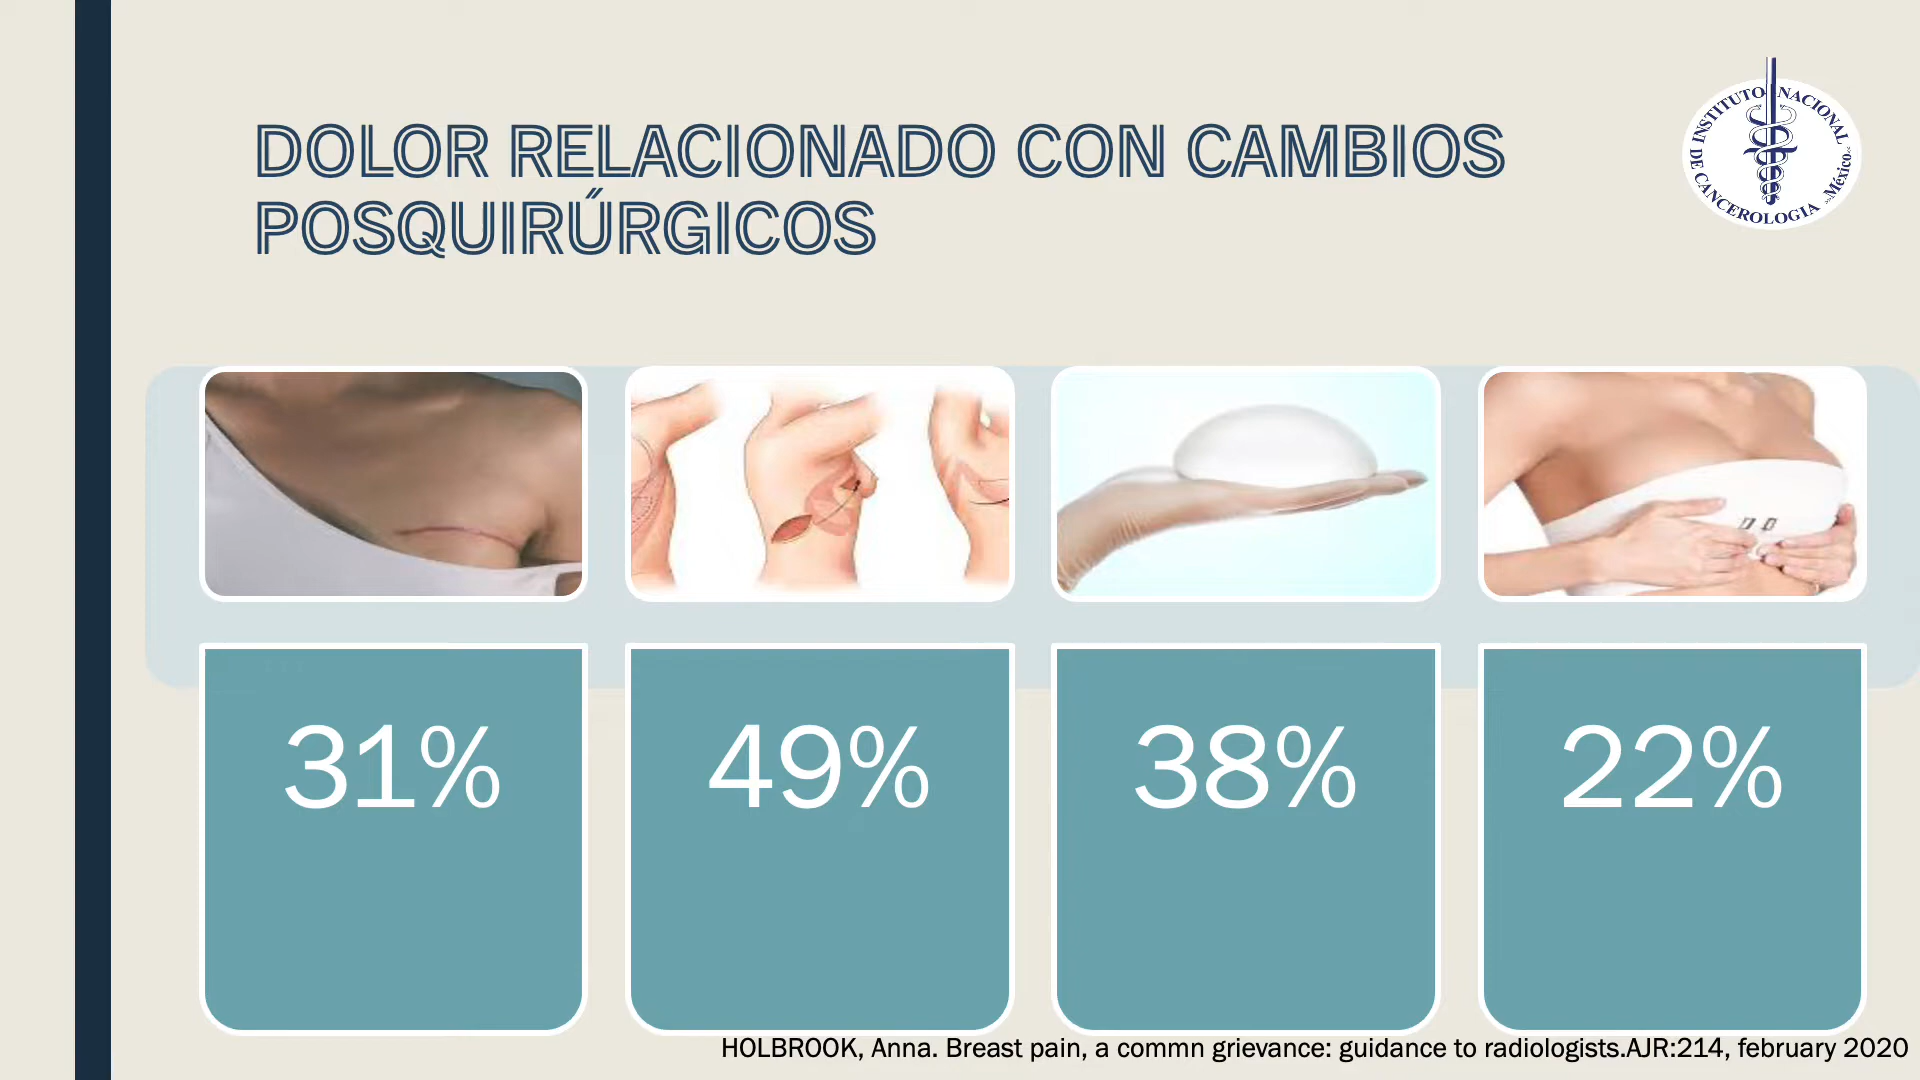 DOLOR RELACIONADO CON CAMBIOS
POSQUIRŰRGICOS
INSTITUTO NACIONAL
DE CANCEROLOGIA
México
31%
49%
38%
22%
HOLBROOK, Anna. Breast pain, a commn grievance: guidance to radiologists.AJR:214, february 2020